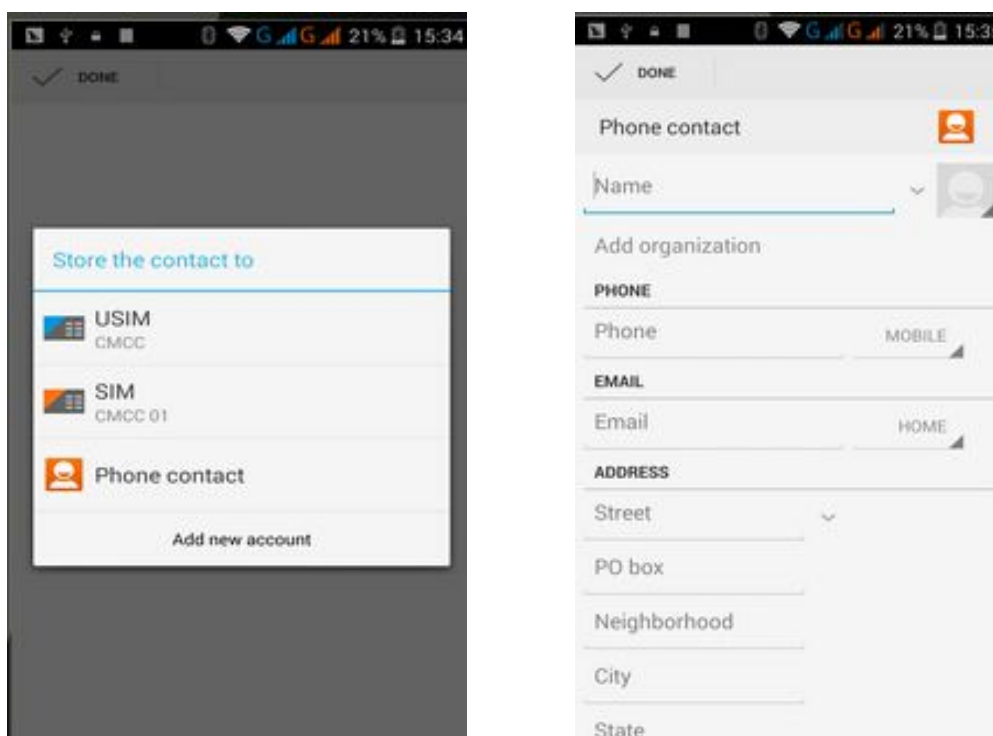 G G 21% 15:34
DONE
Store the contact to
USIM
CMCC
SIM
CMCC 01
Phone contact
Add new account
G G 21% 15:3
DONE
Phone contact
Name
Add organization
PHONE
Phone MOBILE
EMAIL
Email HOME
ADDRESS
Street
PO box
Neighborhood
City
State